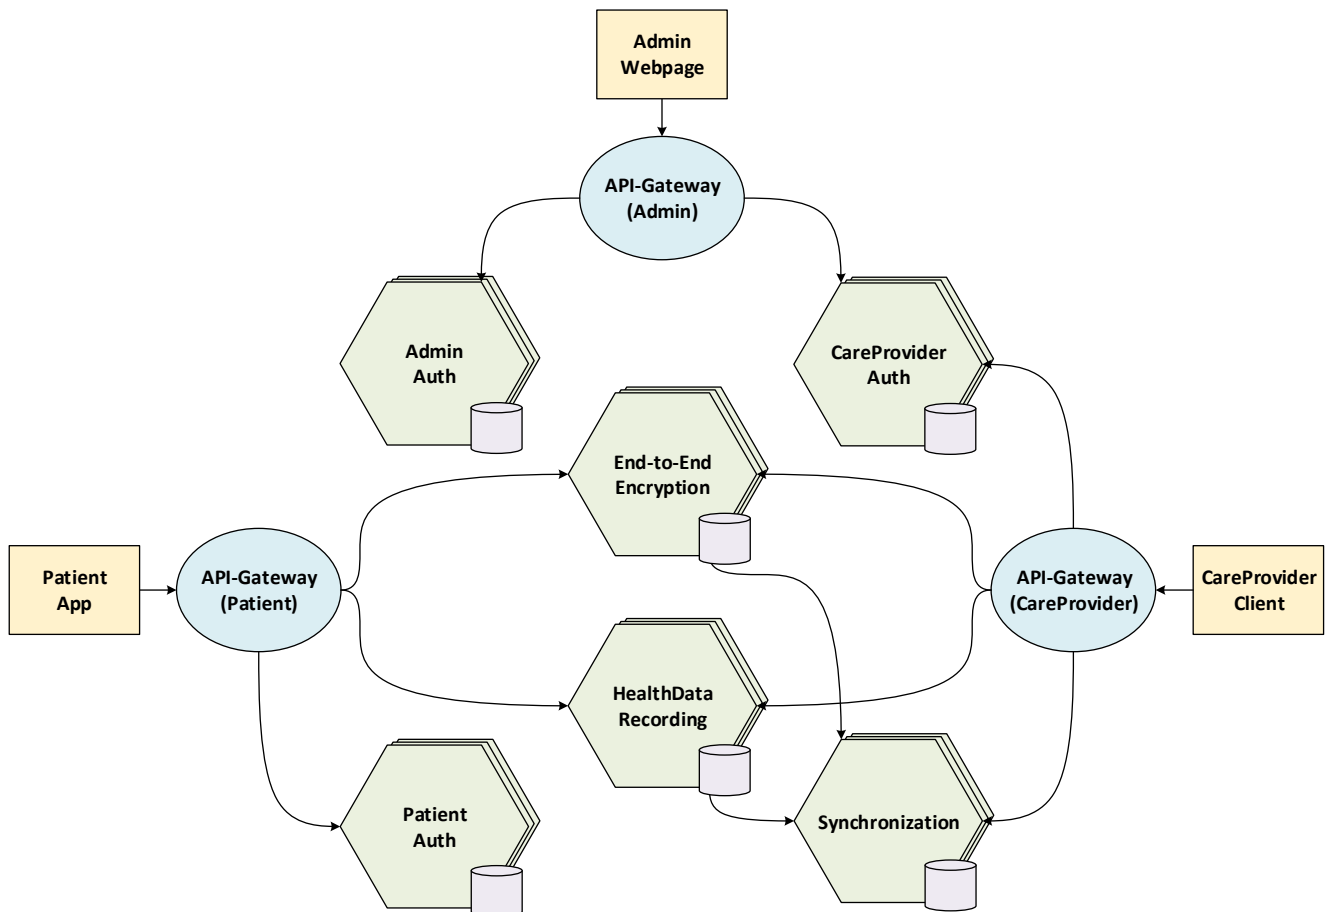 Admin
Webpage
API-Gateway
(Admin)
Admin
Auth
CareProvider
Auth
End-to-End
Encryption
Patient
App
API-Gateway
(Patient)
API-Gateway
(CareProvider)
CareProvider
Client
HealthData
Recording
Patient
Auth
Synchronization